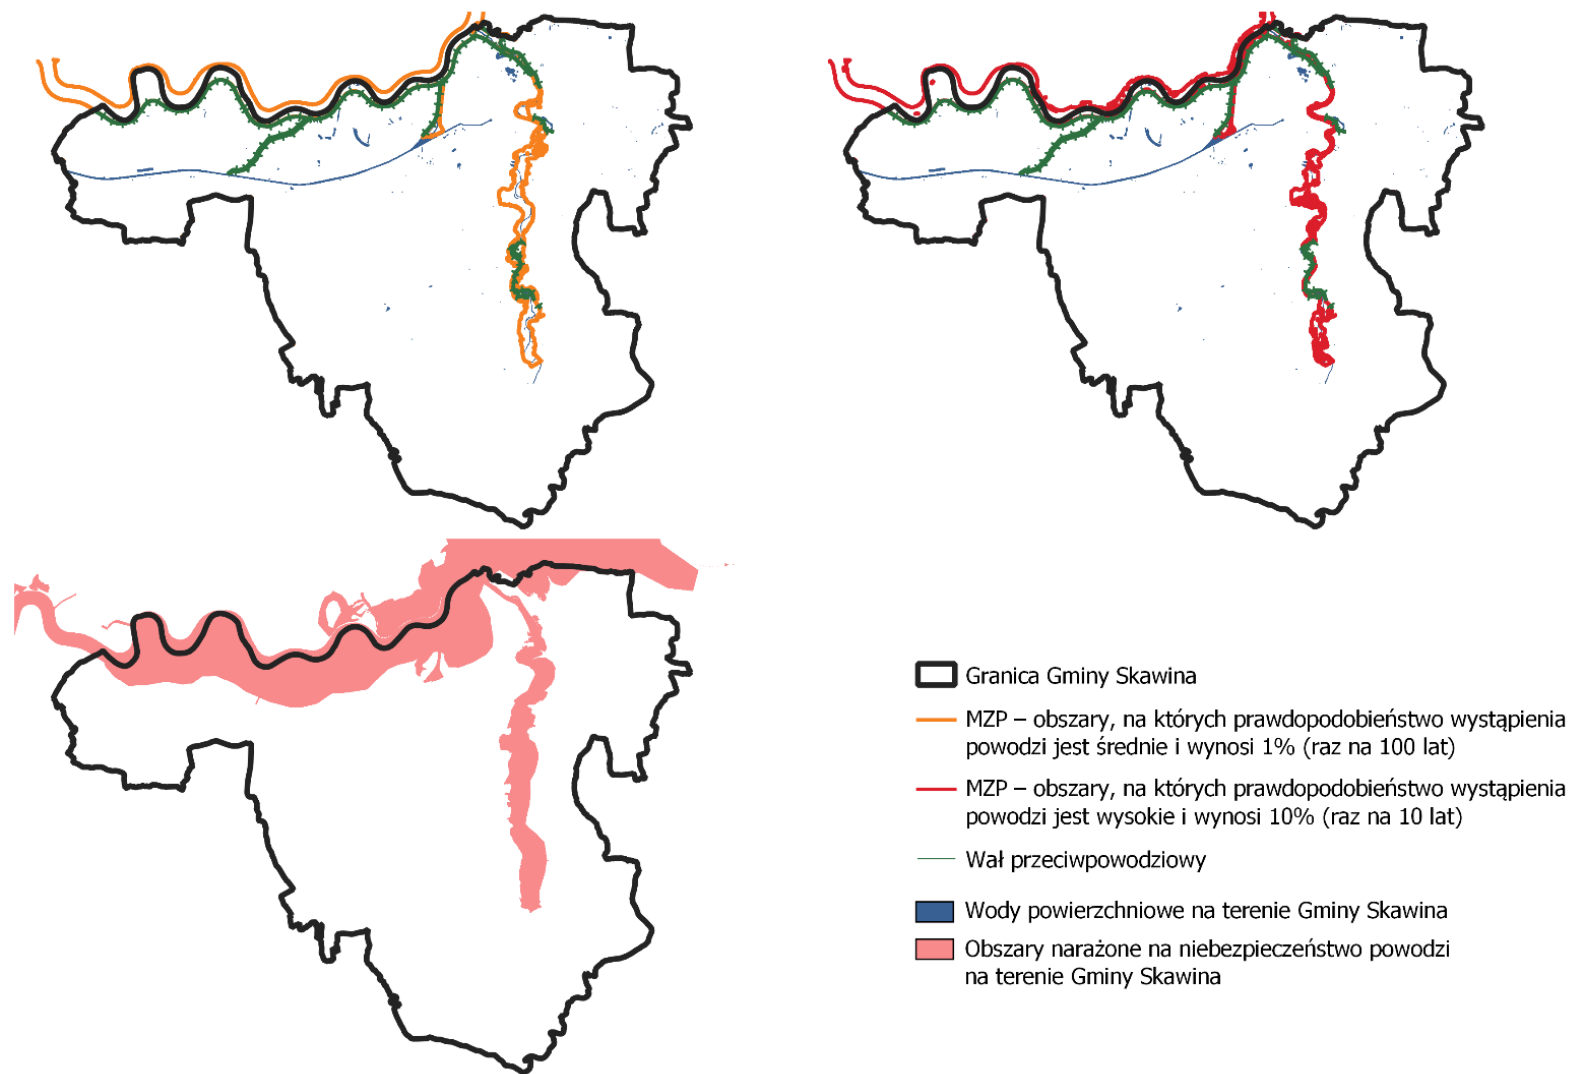 Granica Gminy Skawina
MZP – obszary, na których prawdopodobieństwo wystąpienia
powodzi jest średnie i wynosi 1% (raz na 100 lat)
MZP – obszary, na których prawdopodobieństwo wystąpienia
powodzi jest wysokie i wynosi 10% (raz na 10 lat)
Wał przeciwpowodziowy
Wody powierzchniowe na terenie Gminy Skawina
Obszary narażone na niebezpieczeństwo powodzi
na terenie Gminy Skawina